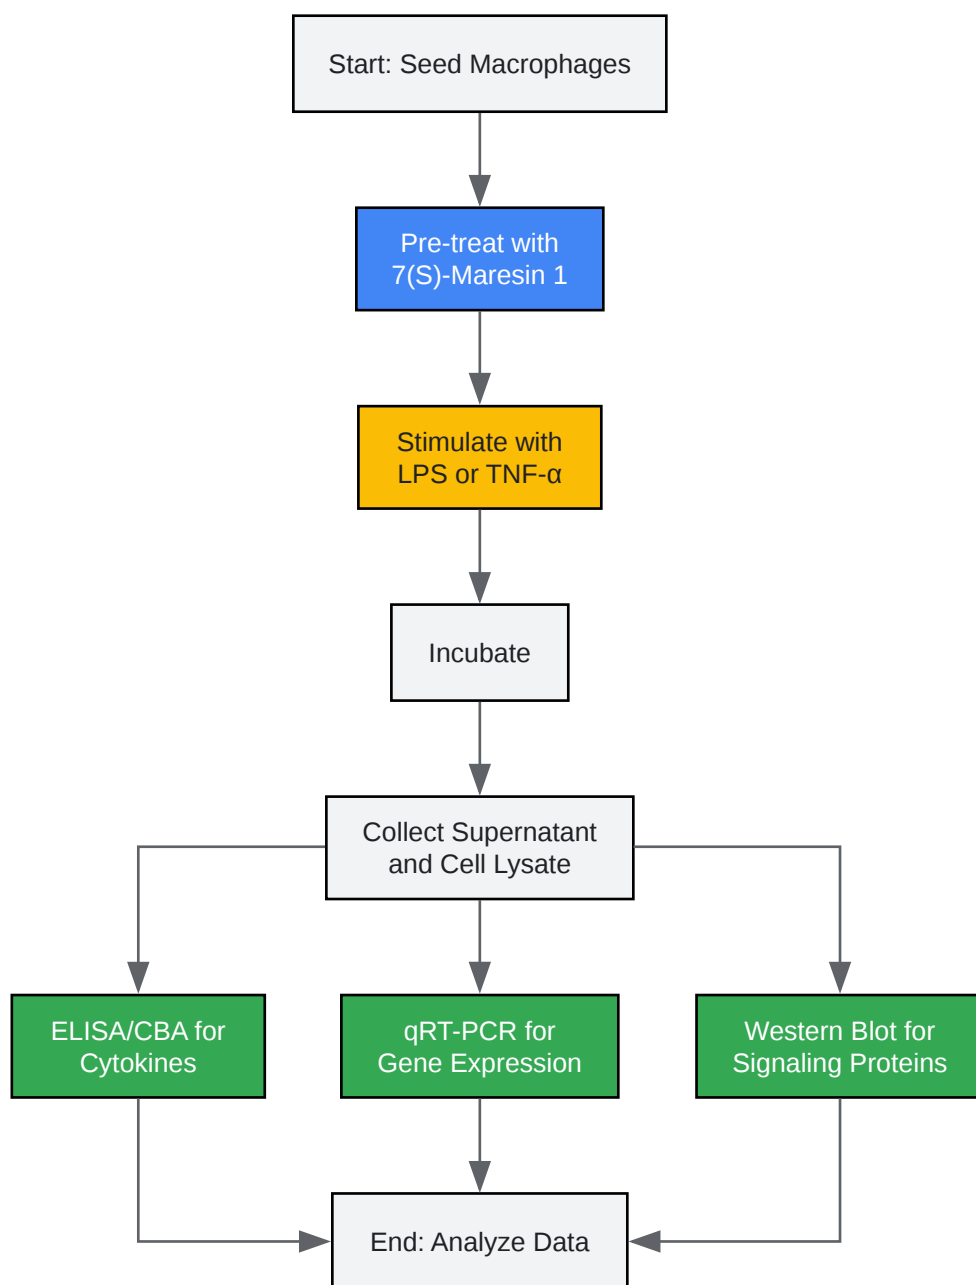 Start: Seed Macrophages
Pre-treat with
7(S)-Maresin 1
Stimulate with
LPS or TNF-α
Incubate
Collect Supernatant
and Cell Lysate
ELISA/CBA for
Cytokines
qRT-PCR for
Gene Expression
Western Blot for
Signaling Proteins
End: Analyze Data